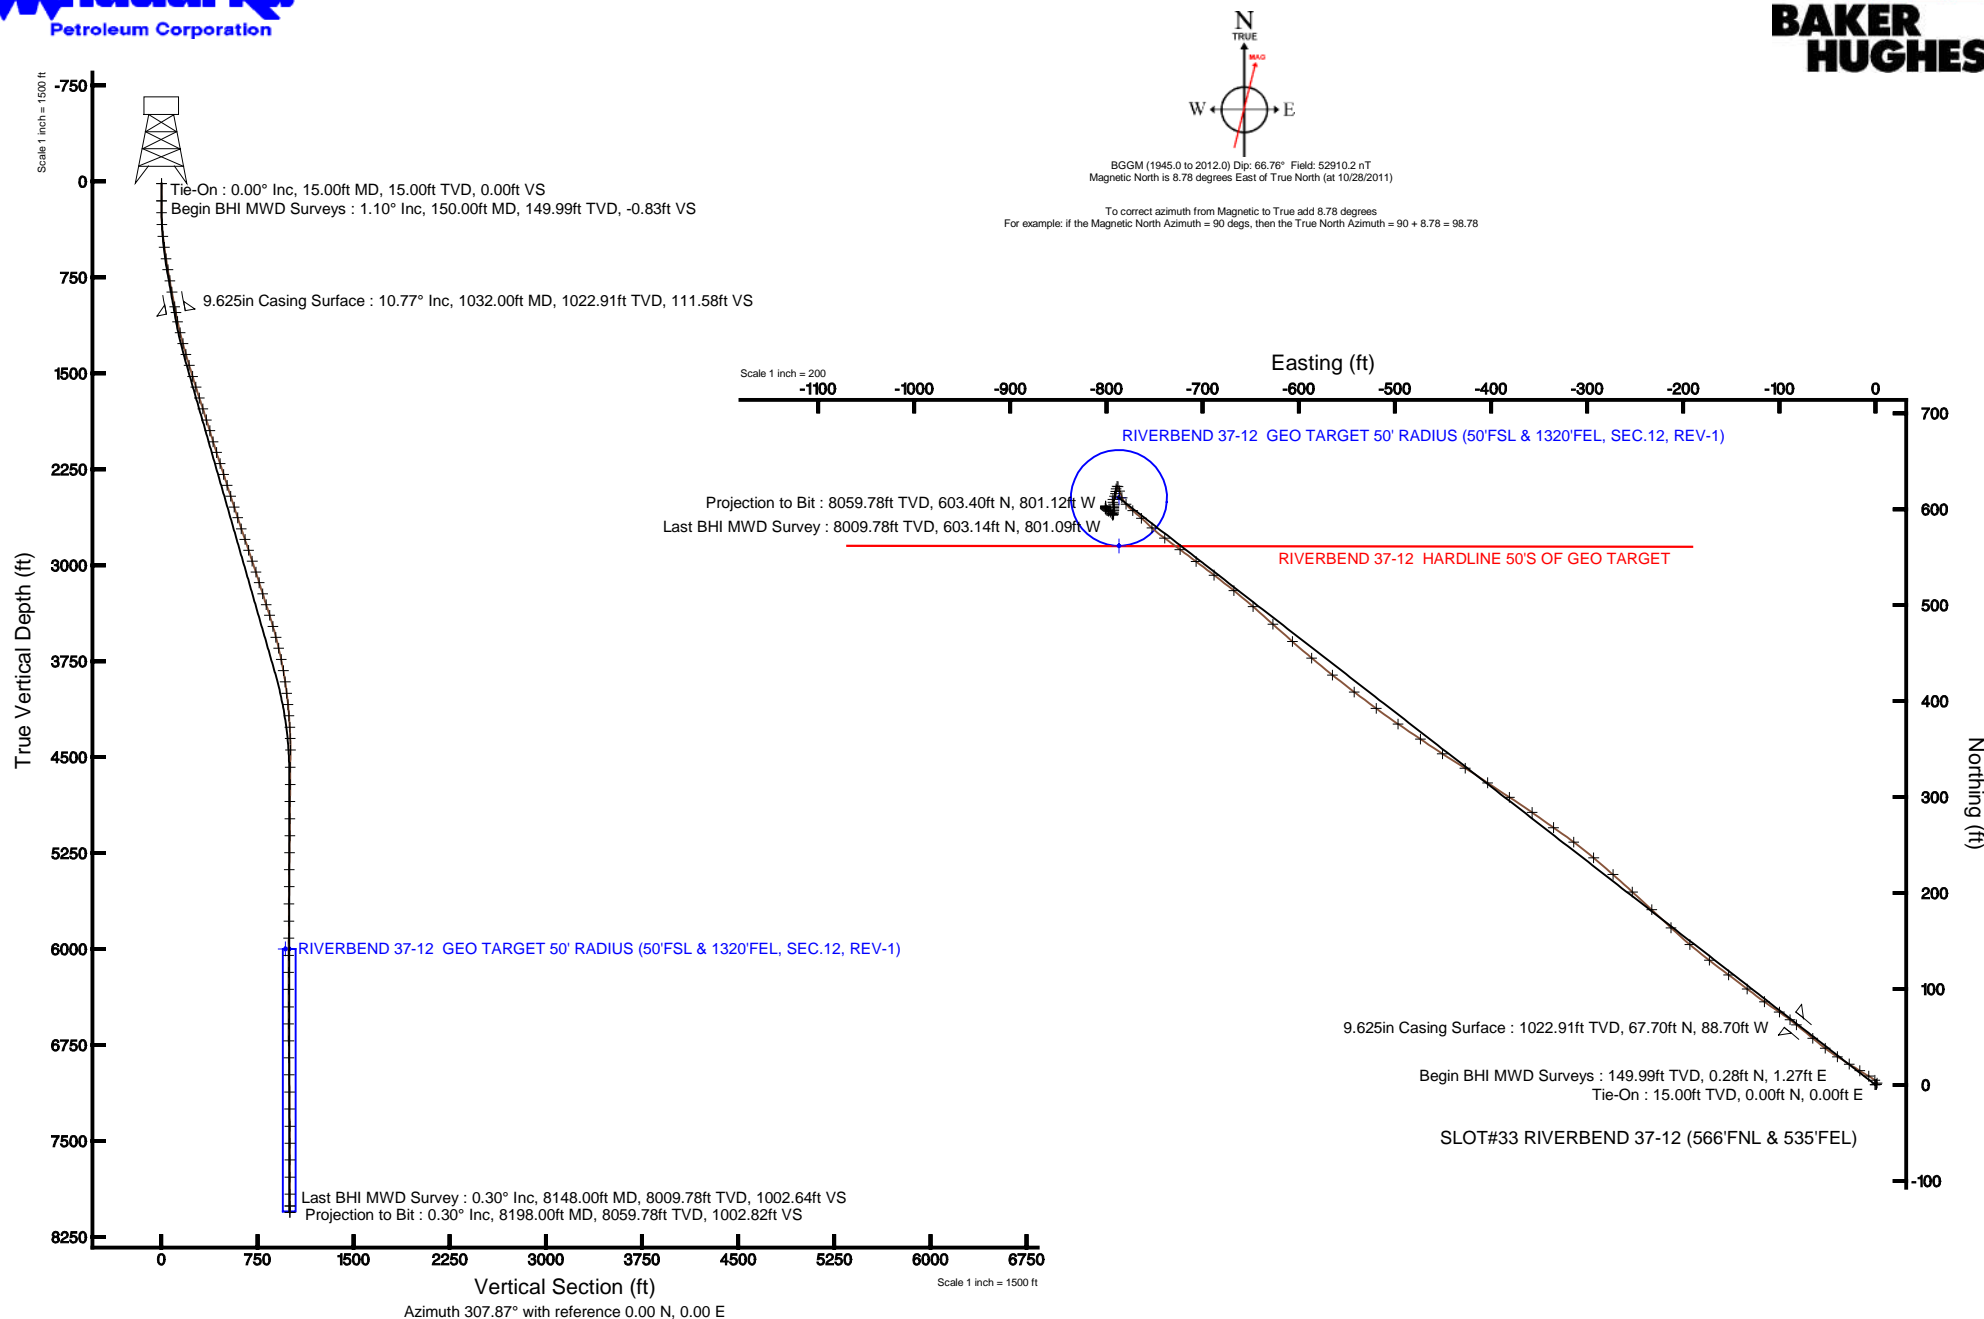 Petroleum Corporation
BAKER
HUGHES
N
TRUE
MAG
W
E
BGGM (1945.0 to 2012.0) Dip: 66.76° Field: 52910.2 nT
Magnetic North is 8.78 degrees East of True North (at 10/28/2011)
To correct azimuth from Magnetic to True add 8.78 degrees
For example: if the Magnetic North Azimuth = 90 degs, then the True North Azimuth = 90 + 8.78 = 98.78
Scale 1 inch = 1500 ft
True Vertical Depth (ft)
-750
0
750
1500
2250
3000
3750
4500
5250
6000
6750
7500
8250
Tie-On : 0.00° Inc, 15.00ft MD, 15.00ft TVD, 0.00ft VS
Begin BHI MWD Surveys : 1.10° Inc, 150.00ft MD, 149.99ft TVD, -0.83ft VS
9.625in Casing Surface : 10.77° Inc, 1032.00ft MD, 1022.91ft TVD, 111.58ft VS
RIVERBEND 37-12 GEO TARGET 50' RADIUS (50'FSL & 1320'FEL, SEC.12, REV-1)
Last BHI MWD Survey : 0.30° Inc, 8148.00ft MD, 8009.78ft TVD, 1002.64ft VS
Projection to Bit : 0.30° Inc, 8198.00ft MD, 8059.78ft TVD, 1002.82ft VS
0 750 1500 2250 3000 3750 4500 5250 6000 6750
Vertical Section (ft)
Scale 1 inch = 1500 ft
Azimuth 307.87° with reference 0.00 N, 0.00 E
Easting (ft)
Scale 1 inch = 200
-1100 -1000 -900 -800 -700 -600 -500 -400 -300 -200 -100 0
RIVERBEND 37-12 GEO TARGET 50' RADIUS (50'FSL & 1320'FEL, SEC.12, REV-1)
Projection to Bit : 8059.78ft TVD, 603.40ft N, 801.12ft W
Last BHI MWD Survey : 8009.78ft TVD, 603.14ft N, 801.09ft W
RIVERBEND 37-12 HARDLINE 50'S OF GEO TARGET
9.625in Casing Surface : 1022.91ft TVD, 67.70ft N, 88.70ft W
Begin BHI MWD Surveys : 149.99ft TVD, 0.28ft N, 1.27ft E
Tie-On : 15.00ft TVD, 0.00ft N, 0.00ft E
SLOT#33 RIVERBEND 37-12 (566'FNL & 535'FEL)
700
600
500
400
300
200
100
0
-100
Northing (ft)